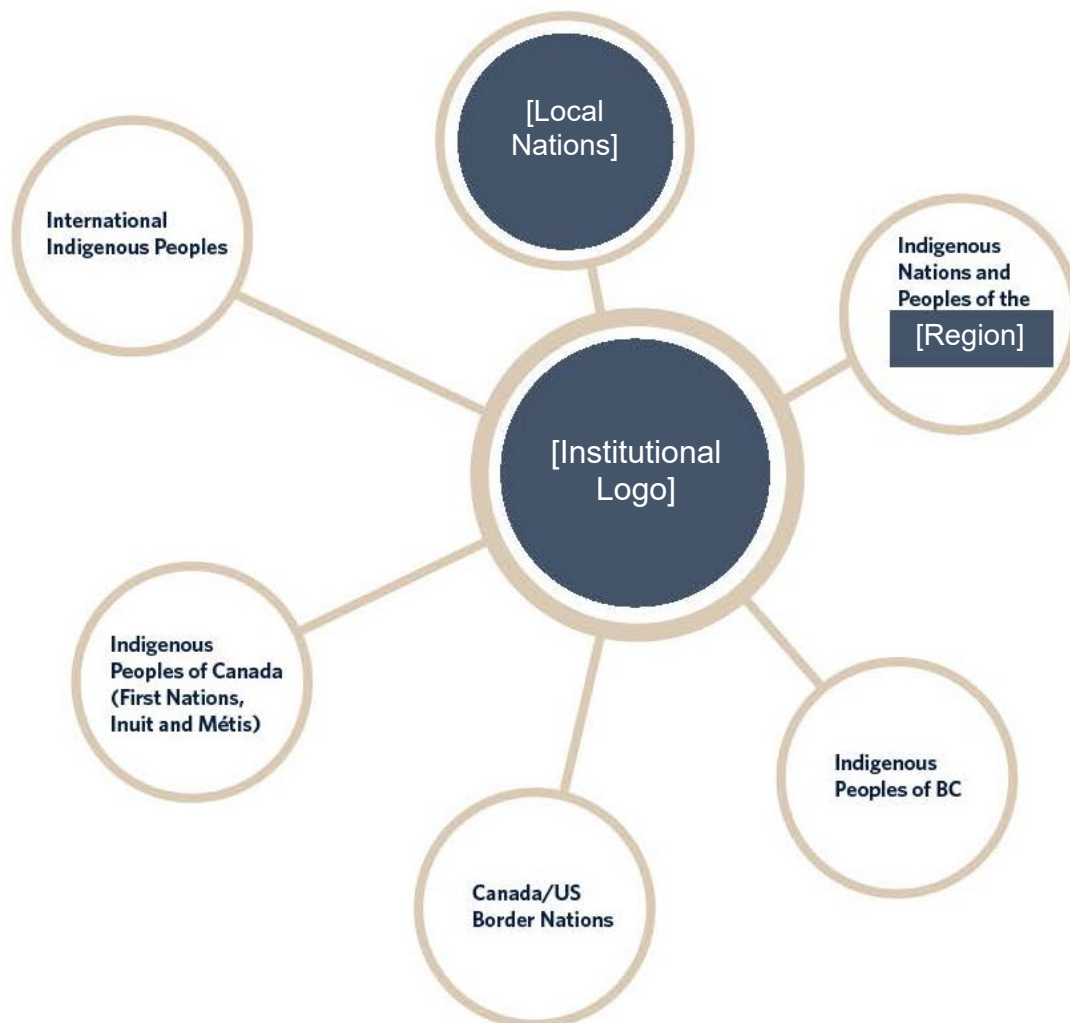 [Local
Nations]
International
Indigenous Peoples
Indigenous
Nations and
Peoples of the
[Region]
[Institutional
Logo]
Indigenous
Peoples of Canada
(First Nations,
Inuit and Métis)
Indigenous
Peoples of BC
Canada/US
Border Nations